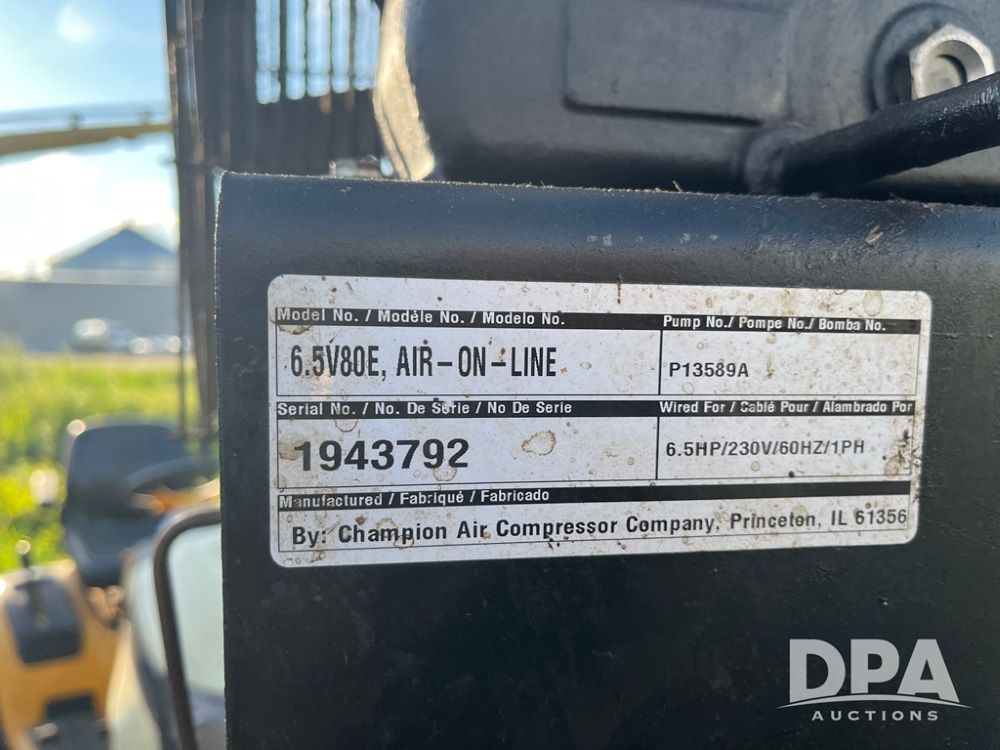 Model No. / Modèle No. / Modelo No.
6.5V80E, AIR-ON-LINE
Pump No./ Pompe No./ Bomba No.
P13589A
Serial No. / No. De Série / No De Serie
1943792
Wired For / Cablé Pour / Alambrado Por
6.5HP/230V/60HZ/1PH
Manufactured / Fabriqué / Fabricado
By: Champion Air Compressor Company, Princeton, IL 61356
DPA
AUCTIONS